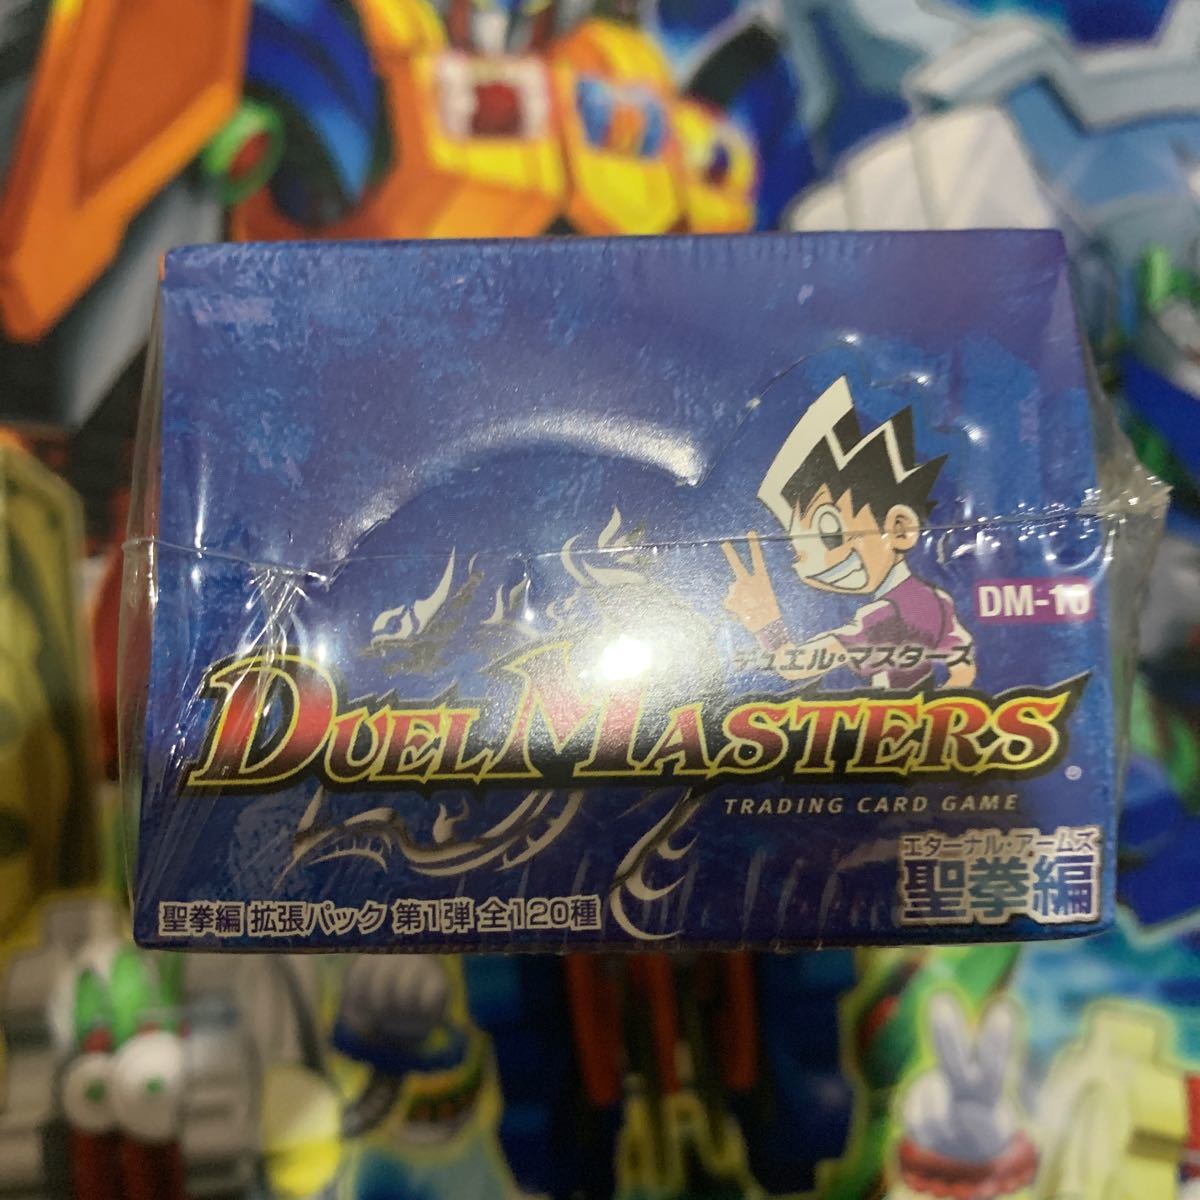 DM-10
デュエル・マスターズ
DUEL MASTERS
®
TRADING CARD GAME
エターナル・アームズ
聖拳編
聖拳編 拡張パック 第1弾 全120種